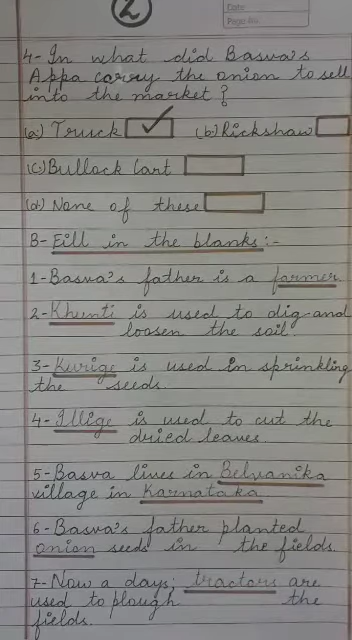 2
Date
Page No.
4- In what did Basva's
Appa carry the onion to sell
into the market?
(a) Truck ✓ (b) Rickshaw
(c) Bullock Cart
(d) None of these
B- Fill in the blanks:-
1- Basva's father is a farmer.
2- Khunti is used to dig and
loosen the soil.
3- Kurige is used in sprinkling
the seeds
4- Illige is used to cut the
dried leaves
5- Basva lives in Belvanika
village in Karnataka
6- Basva's father planted
onion seeds in the fields.
7- Now a days; tractors are
used to plough the
fields.